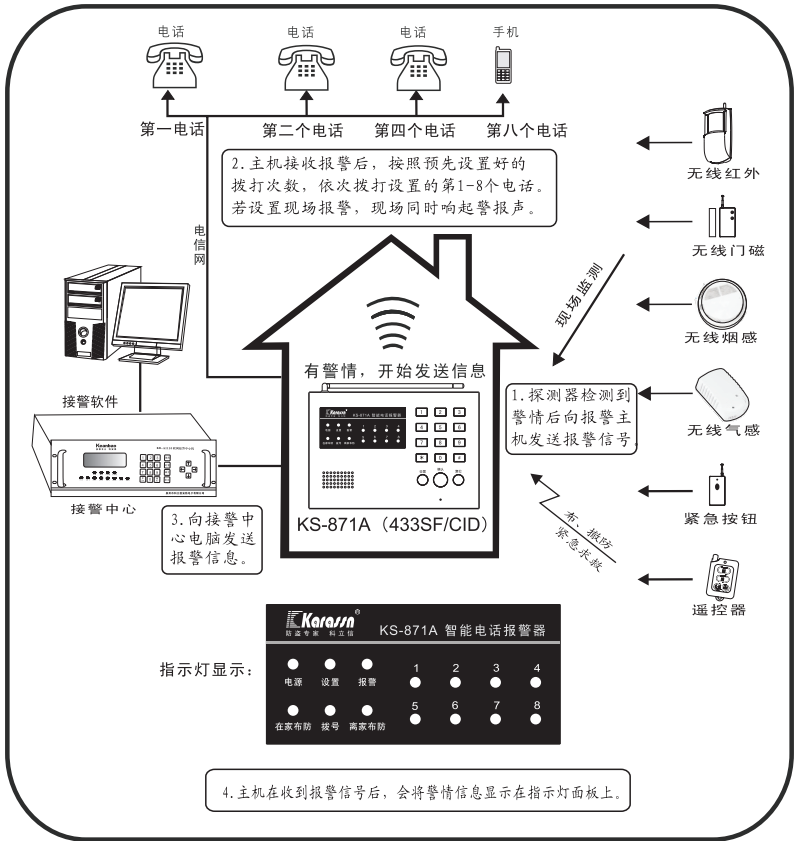 电话
电话
电话
手机
第一电话
第二个电话
第四个电话
第八个电话
2.主机接收报警后，按照预先设置好的
拨打次数，依次拨打设置的第1-8个电话。
若设置现场报警，现场同时响起警报声。
电信网
无线红外
无线门磁
现场监测
无线烟感
有警情，开始发送信息
1.探测器检测到
警情后向报警主
机发送报警信号
无线气感
接警软件
Karassn
智能电话报警器
接警中心
3.向接警中
心电脑发送
报警信息。
KS-871A（433SF/CID）
布、撤防
紧急求救
紧急按钮
遥控器
指示灯显示：
Karassn®
防盗专家 科立信
KS-871A 智能电话报警器
电源 设置 报警
1 2 3 4
在家布防 拨号 离家布防
5 6 7 8
4.主机在收到报警信号后，会将警情信息显示在指示灯面板上。